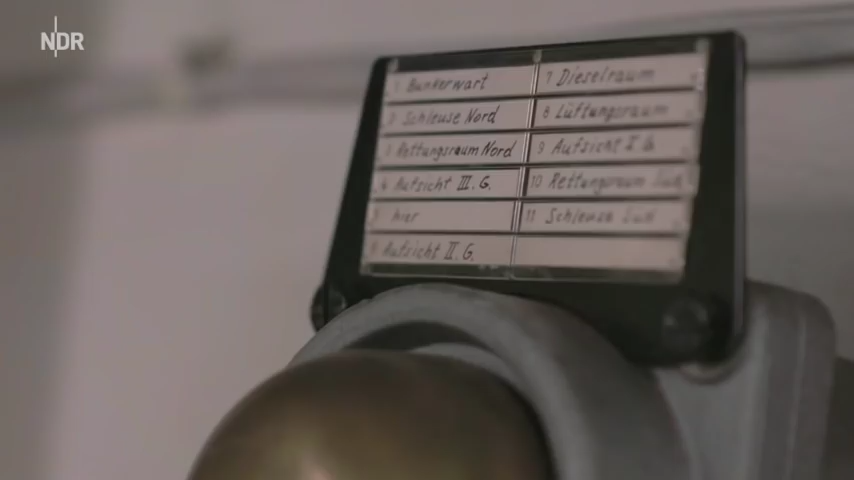 NDR
1 Bunkerwart
2 Schleuse Nord
3 Rettungsraum Nord
4 Aufsicht III. G.
5 hier
6 Aufsicht II. G.
7 Dieselraum
8 Lüftungsraum
9 Aufsicht I. G.
10 Rettungsraum Süd
11 Schleuse Süd